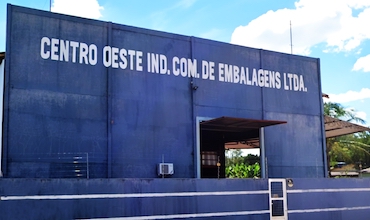 CENTRO OESTE IND. COM. DE EMBALAGENS LTDA.